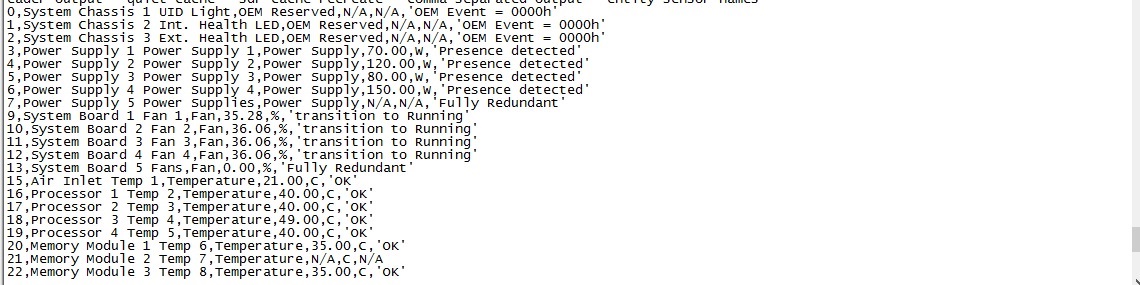 0,System Chassis 1 UID Light,OEM Reserved,N/A,N/A,'OEM Event = 0000h'
1,System Chassis 2 Int. Health LED,OEM Reserved,N/A,N/A,'OEM Event = 0000h'
2,System Chassis 3 Ext. Health LED,OEM Reserved,N/A,N/A,'OEM Event = 0000h'
3,Power Supply 1 Power Supply 1,Power Supply,70.00,W,'Presence detected'
4,Power Supply 2 Power Supply 2,Power Supply,120.00,W,'Presence detected'
5,Power Supply 3 Power Supply 3,Power Supply,80.00,W,'Presence detected'
6,Power Supply 4 Power Supply 4,Power Supply,150.00,W,'Presence detected'
7,Power Supply 5 Power Supplies,Power Supply,N/A,N/A,'Fully Redundant'
9,System Board 1 Fan 1,Fan,35.28,%,'transition to Running'
10,System Board 2 Fan 2,Fan,36.06,%,'transition to Running'
11,System Board 3 Fan 3,Fan,36.06,%,'transition to Running'
12,System Board 4 Fan 4,Fan,36.06,%,'transition to Running'
13,System Board 5 Fans,Fan,0.00,%,'Fully Redundant'
15,Air Inlet Temp 1,Temperature,21.00,C,'OK'
16,Processor 1 Temp 2,Temperature,40.00,C,'OK'
17,Processor 2 Temp 3,Temperature,40.00,C,'OK'
18,Processor 3 Temp 4,Temperature,49.00,C,'OK'
19,Processor 4 Temp 5,Temperature,40.00,C,'OK'
20,Memory Module 1 Temp 6,Temperature,35.00,C,'OK'
21,Memory Module 2 Temp 7,Temperature,N/A,C,N/A
22,Memory Module 3 Temp 8,Temperature,35.00,C,'OK'